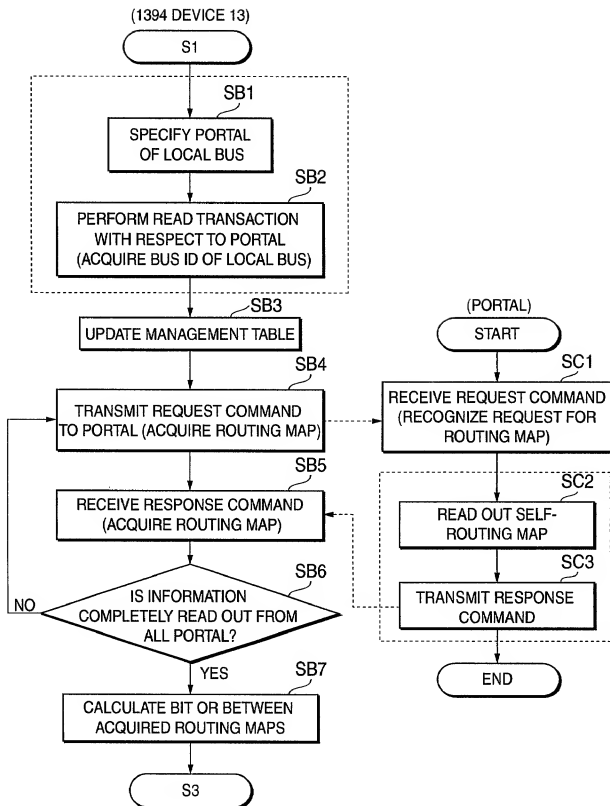 (1394 DEVICE 13)
S1
SB1
SPECIFY PORTAL
OF LOCAL BUS
SB2
PERFORM READ TRANSACTION
WITH RESPECT TO PORTAL
(ACQUIRE BUS ID OF LOCAL BUS)
SB3
UPDATE MANAGEMENT TABLE
SB4
TRANSMIT REQUEST COMMAND
TO PORTAL (ACQUIRE ROUTING MAP)
SB5
RECEIVE RESPONSE COMMAND
(ACQUIRE ROUTING MAP)
SB6
IS INFORMATION
COMPLETELY READ OUT FROM
ALL PORTAL?
NO
YES
SB7
CALCULATE BIT OR BETWEEN
ACQUIRED ROUTING MAPS
S3
(PORTAL)
START
SC1
RECEIVE REQUEST COMMAND
(RECOGNIZE REQUEST FOR
ROUTING MAP)
SC2
READ OUT SELF-
ROUTING MAP
SC3
TRANSMIT RESPONSE
COMMAND
END